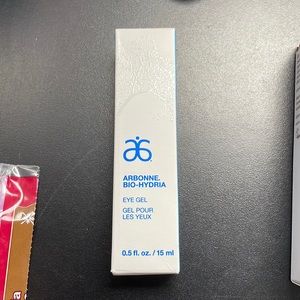 ARBONNE.
BIO-HYDRIA
EYE GEL
GEL POUR
LES YEUX
0.5 fl. oz. / 15 ml